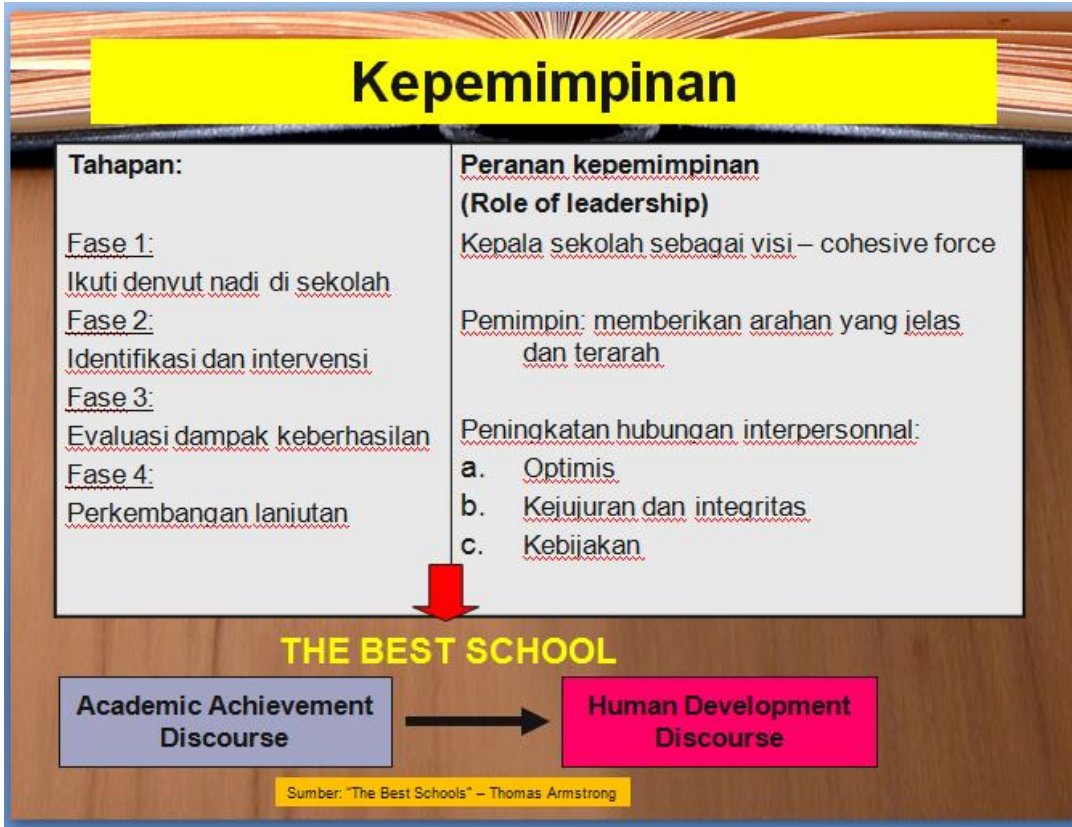 Kepemimpinan
Tahapan:
Fase 1:
Ikuti denvut nadi di sekolah
Fase 2:
Identifikasi dan intervensi
Fase 3:
Evaluasi dampak keberhasilan
Fase 4:
Perkembangan lanjutan
Peranan kepemimpinan
(Role of leadership)
Kepala sekolah sebagai visi – cohesive force
Pemimpin: memberikan arahan yang jelas
dan terarah
Peningkatan hubungan interpersonnal:
a. Optimis
b. Kejujuran dan integritas
c. Kebijakan
THE BEST SCHOOL
Academic Achievement
Discourse
Human Development
Discourse
Sumber: "The Best Schools" – Thomas Armstrong